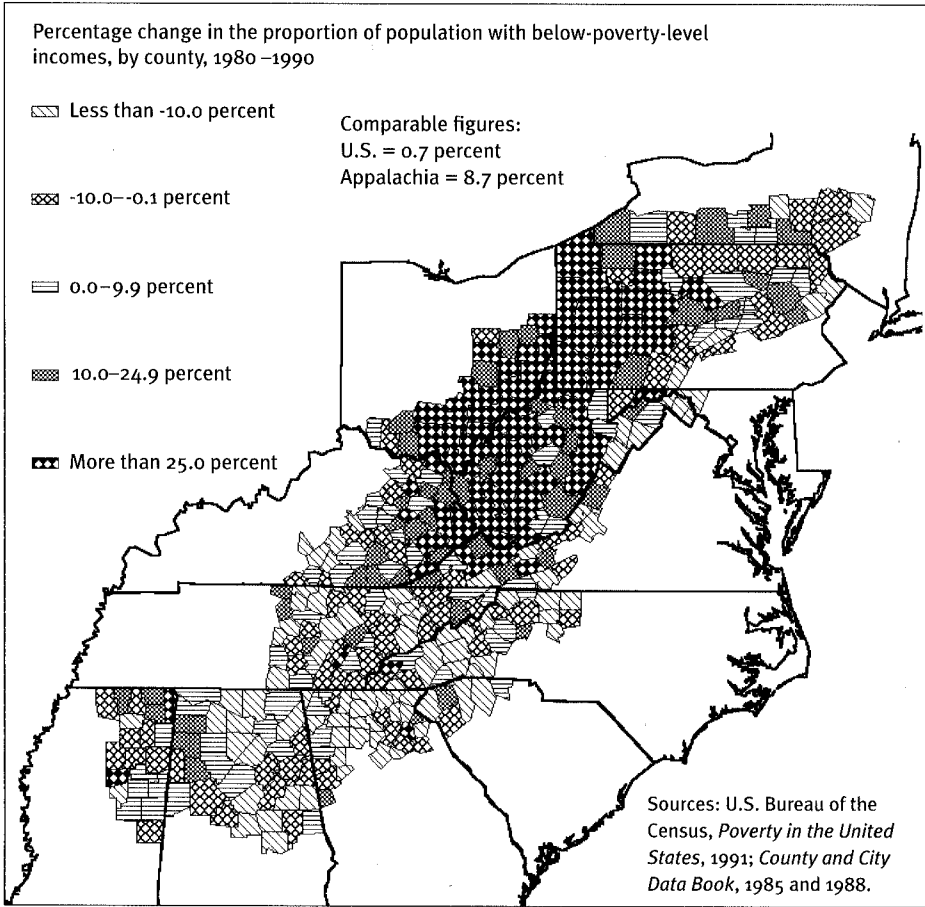 Percentage change in the proportion of population with below-poverty-level
incomes, by county, 1980–1990
Less than -10.0 percent
-10.0–-0.1 percent
0.0–9.9 percent
10.0–24.9 percent
More than 25.0 percent
Comparable figures:
U.S. = 0.7 percent
Appalachia = 8.7 percent
Sources: U.S. Bureau of the
Census, Poverty in the United
States, 1991; County and City
Data Book, 1985 and 1988.